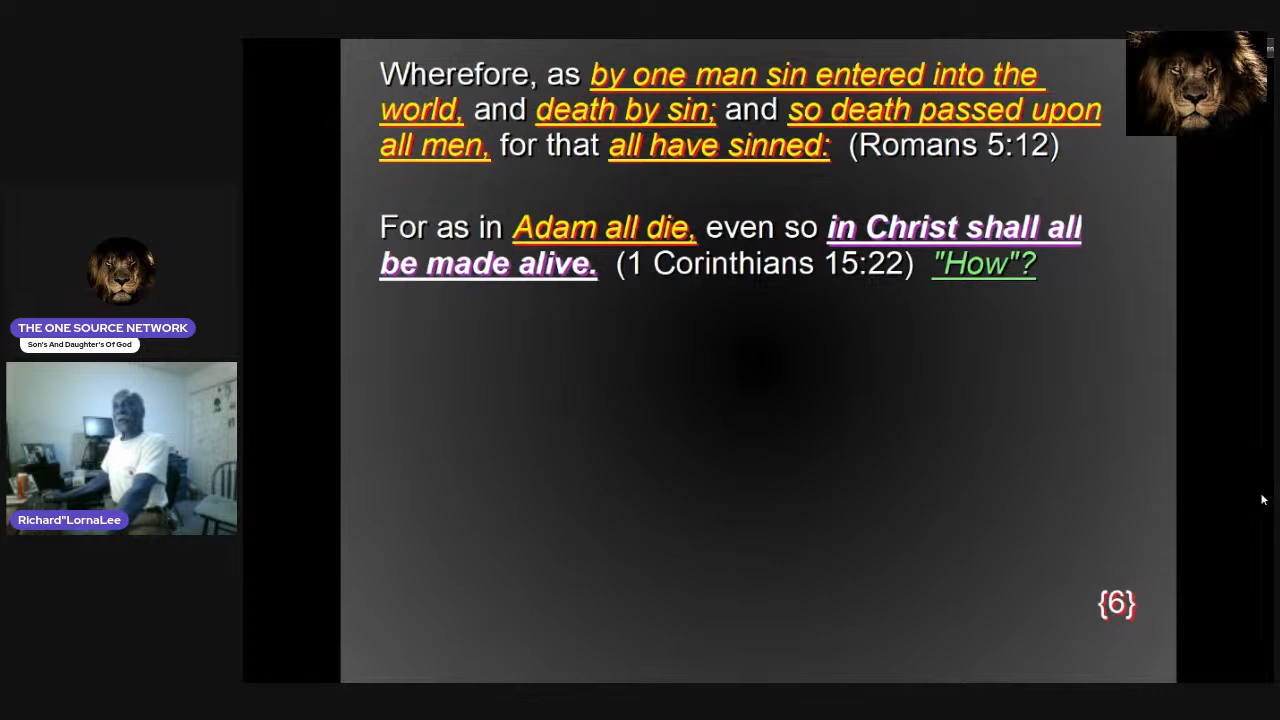 Wherefore, as by one man sin entered into the
world, and death by sin; and so death passed upon
all men, for that all have sinned: (Romans 5:12)
For as in Adam all die, even so in Christ shall all
be made alive. (1 Corinthians 15:22) "How"?
{6}
THE ONE SOURCE NETWORK
Son's And Daughter's Of God
Richard"LornaLee